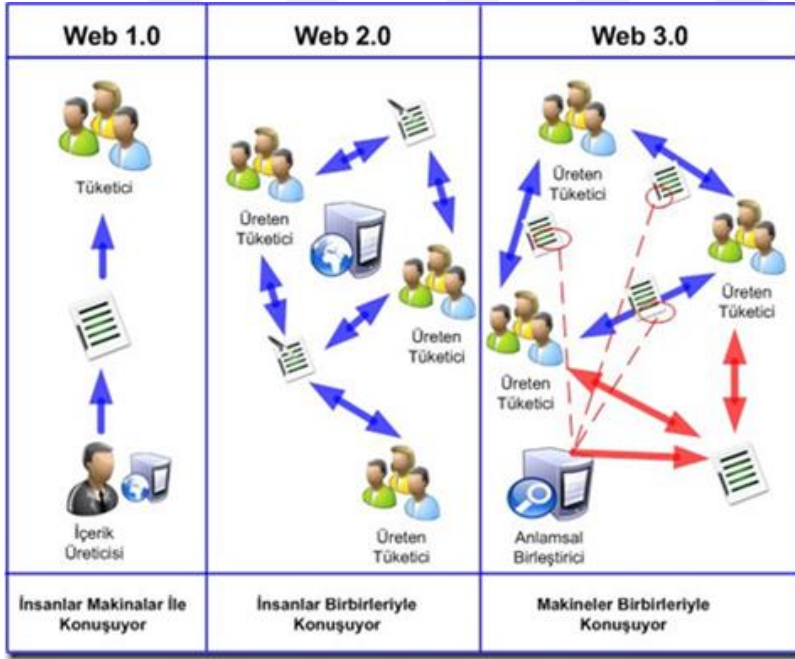 Web 1.0
Web 2.0
Web 3.0
Tüketici
İçerik
Üreticisi
Üreten
Tüketici
Üreten
Tüketici
Üreten
Tüketici
Üreten
Tüketici
Üreten
Tüketici
Üreten
Tüketici
Anlamsal
Birleştirici
İnsanlar Makinalar İle
Konuşuyor
İnsanlar Birbirleriyle
Konuşuyor
Makineler Birbirleriyle
Konuşuyor